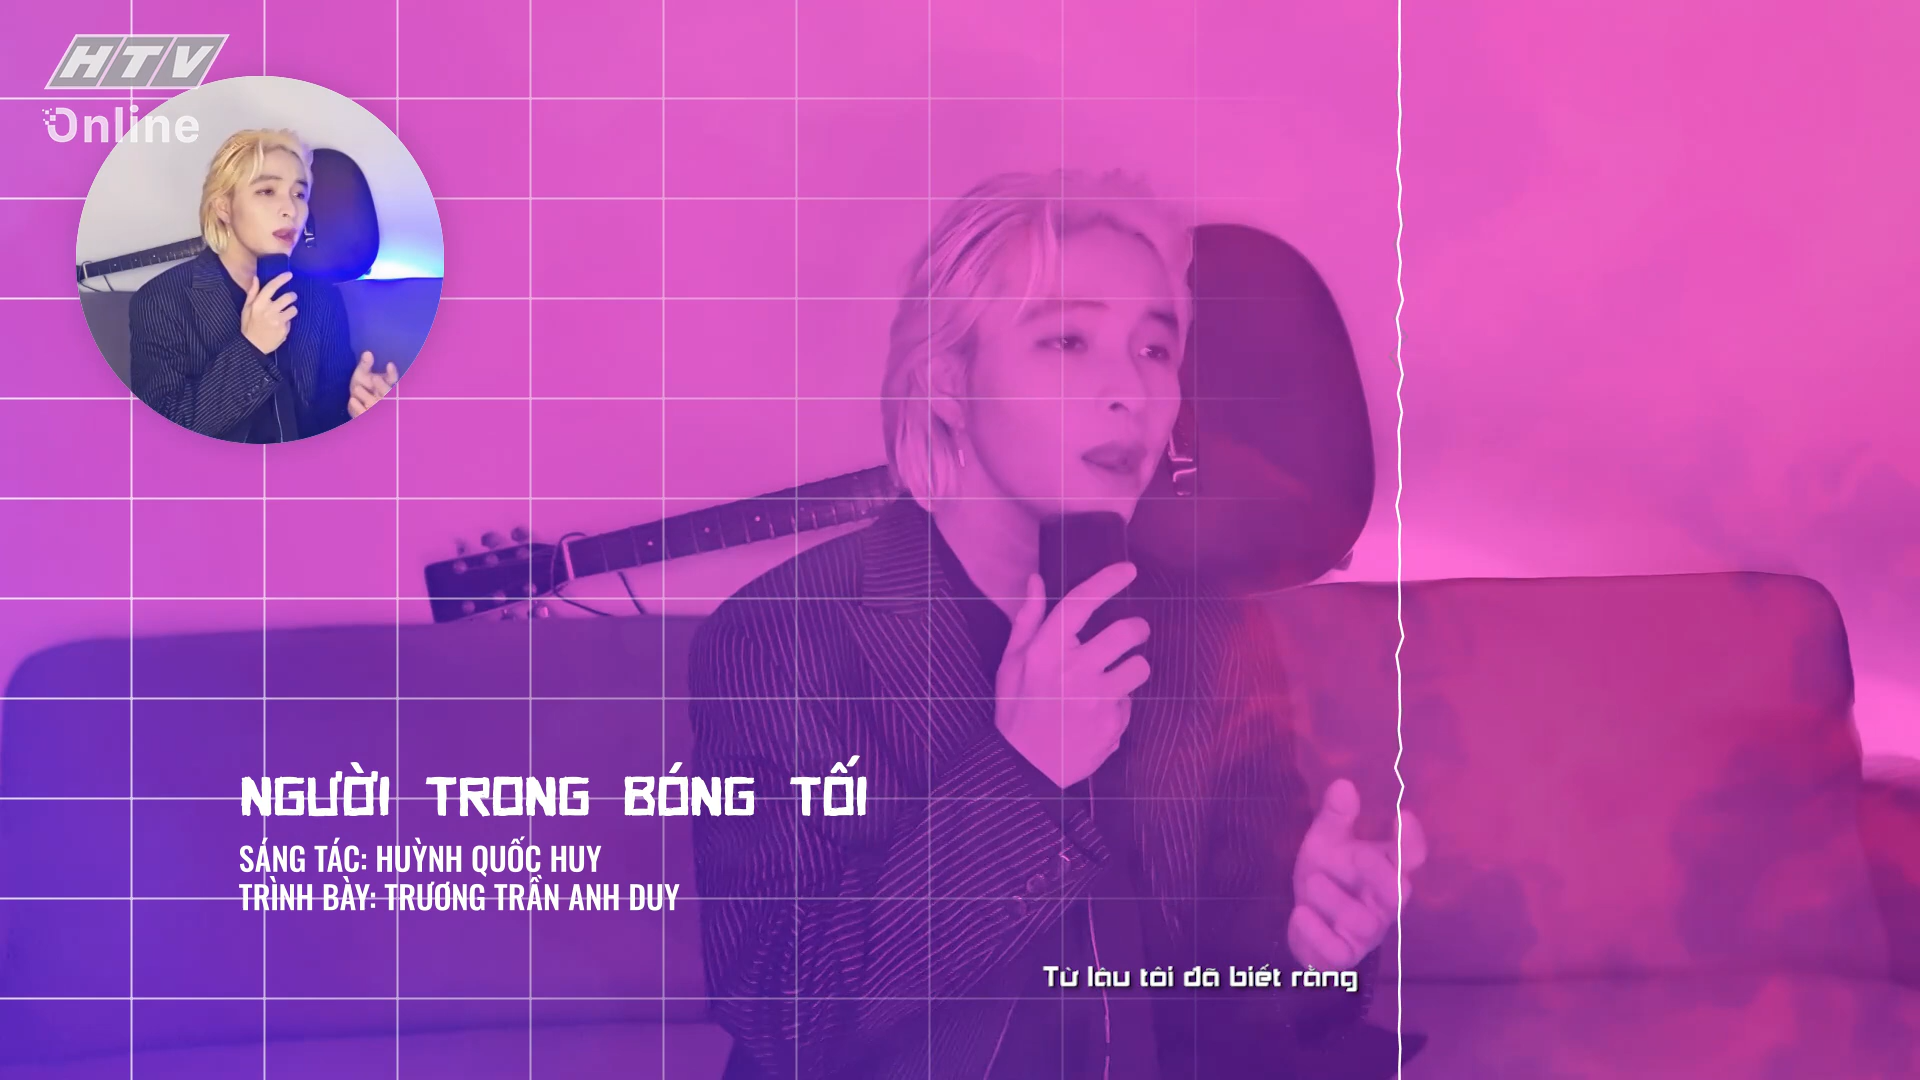 HTV
Online
NGƯỜI TRONG BÓNG TỐI
SÁNG TÁC: HUỲNH QUỐC HUY
TRÌNH BÀY: TRƯƠNG TRẦN ANH DUY
Từ lâu tôi đã biết rằng